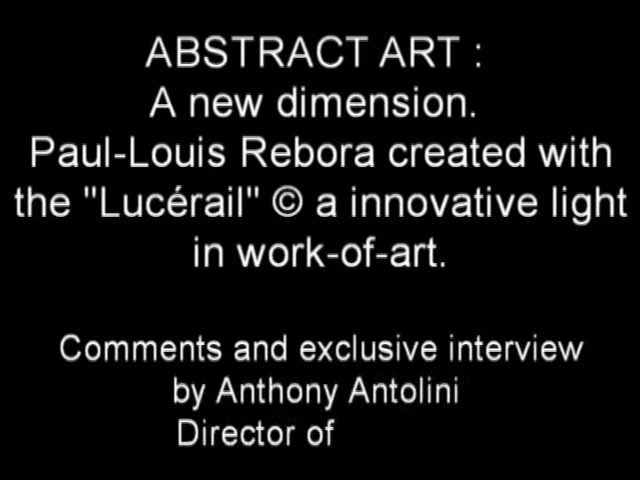 ABSTRACT ART :
A new dimension.
Paul-Louis Rebora created with
the "Lucérail" © a innovative light
in work-of-art.
Comments and exclusive interview
by Anthony Antolini
Director of